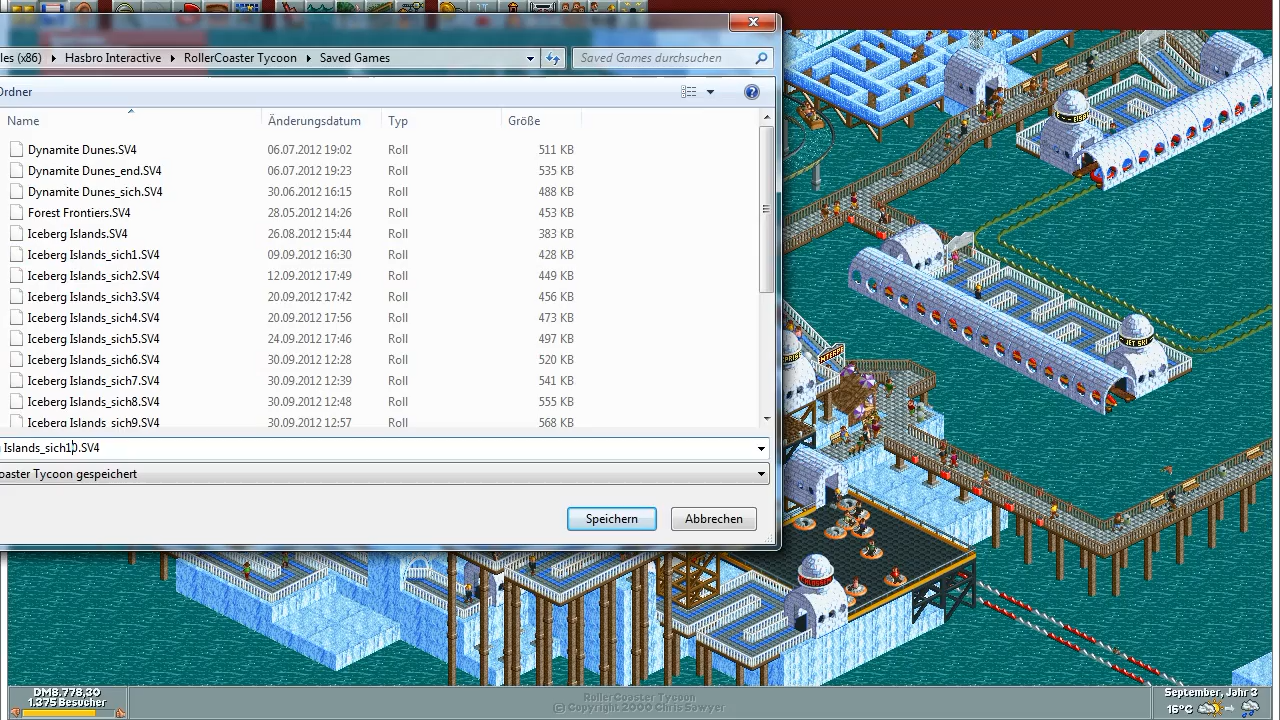 les (x86) Hasbro Interactive RollerCoaster Tycoon Saved Games
Saved Games durchsuchen
Ordner
Name Änderungsdatum Typ Größe
Dynamite Dunes.SV4 06.07.2012 19:02 Roll 511 KB
Dynamite Dunes_end.SV4 06.07.2012 19:23 Roll 535 KB
Dynamite Dunes_sich.SV4 30.06.2012 16:15 Roll 488 KB
Forest Frontiers.SV4 28.05.2012 14:26 Roll 453 KB
Iceberg Islands.SV4 26.08.2012 15:44 Roll 383 KB
Iceberg Islands_sich1.SV4 09.09.2012 16:30 Roll 428 KB
Iceberg Islands_sich2.SV4 12.09.2012 17:49 Roll 449 KB
Iceberg Islands_sich3.SV4 20.09.2012 17:42 Roll 456 KB
Iceberg Islands_sich4.SV4 20.09.2012 17:56 Roll 473 KB
Iceberg Islands_sich5.SV4 24.09.2012 17:46 Roll 497 KB
Iceberg Islands_sich6.SV4 30.09.2012 12:28 Roll 520 KB
Iceberg Islands_sich7.SV4 30.09.2012 12:39 Roll 541 KB
Iceberg Islands_sich8.SV4 30.09.2012 12:48 Roll 555 KB
Iceberg Islands_sich9.SV4 30.09.2012 12:57 Roll 568 KB
Islands_sich10.SV4
oaster Tycoon gespeichert
Speichern Abbrechen
JET SKI
DM8.778,30
1.375 Besucher
RollerCoaster Tycoon
© Copyright 2000 Chris Sawyer
September, Jahr 3
15°C